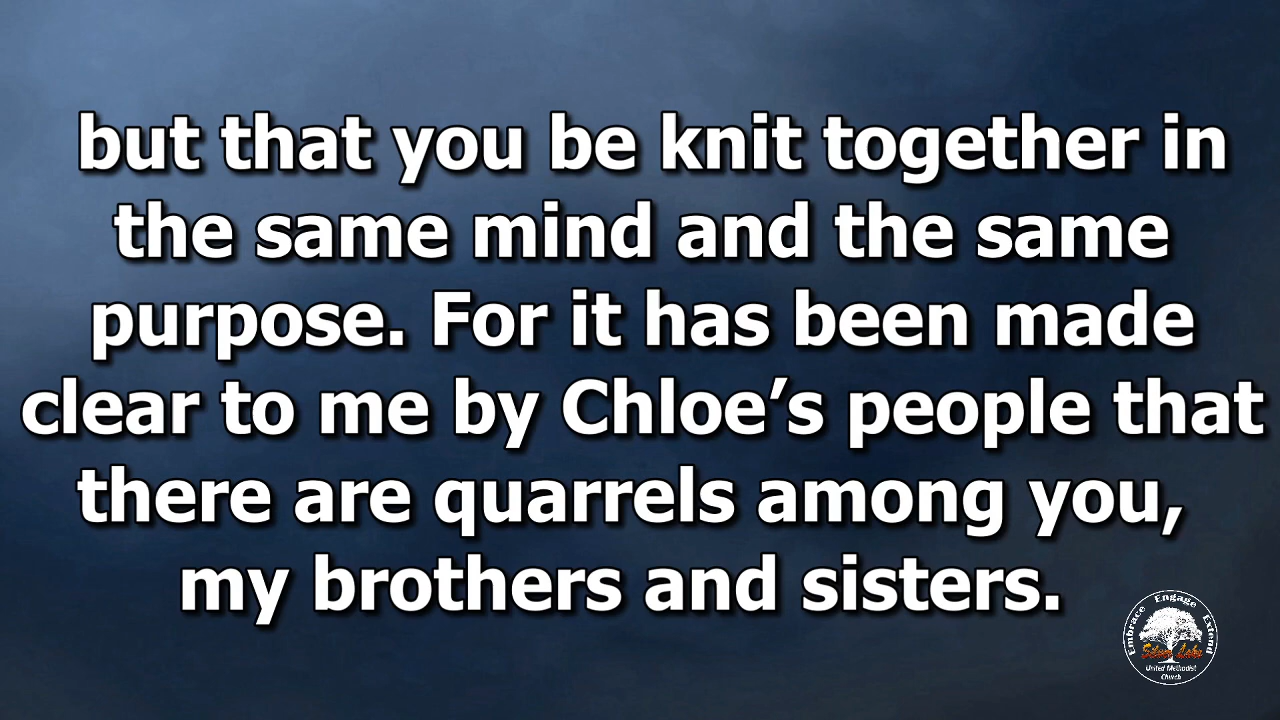 but that you be knit together in
the same mind and the same
purpose. For it has been made
clear to me by Chloe’s people that
there are quarrels among you,
my brothers and sisters.
Embrace Engage Extend
United Methodist
Church